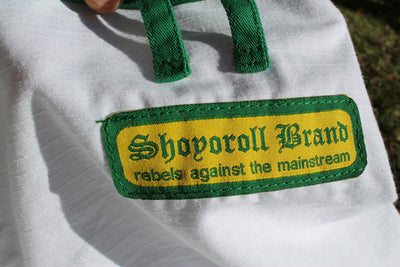 Shoyoroll Brand
rebels against the mainstream